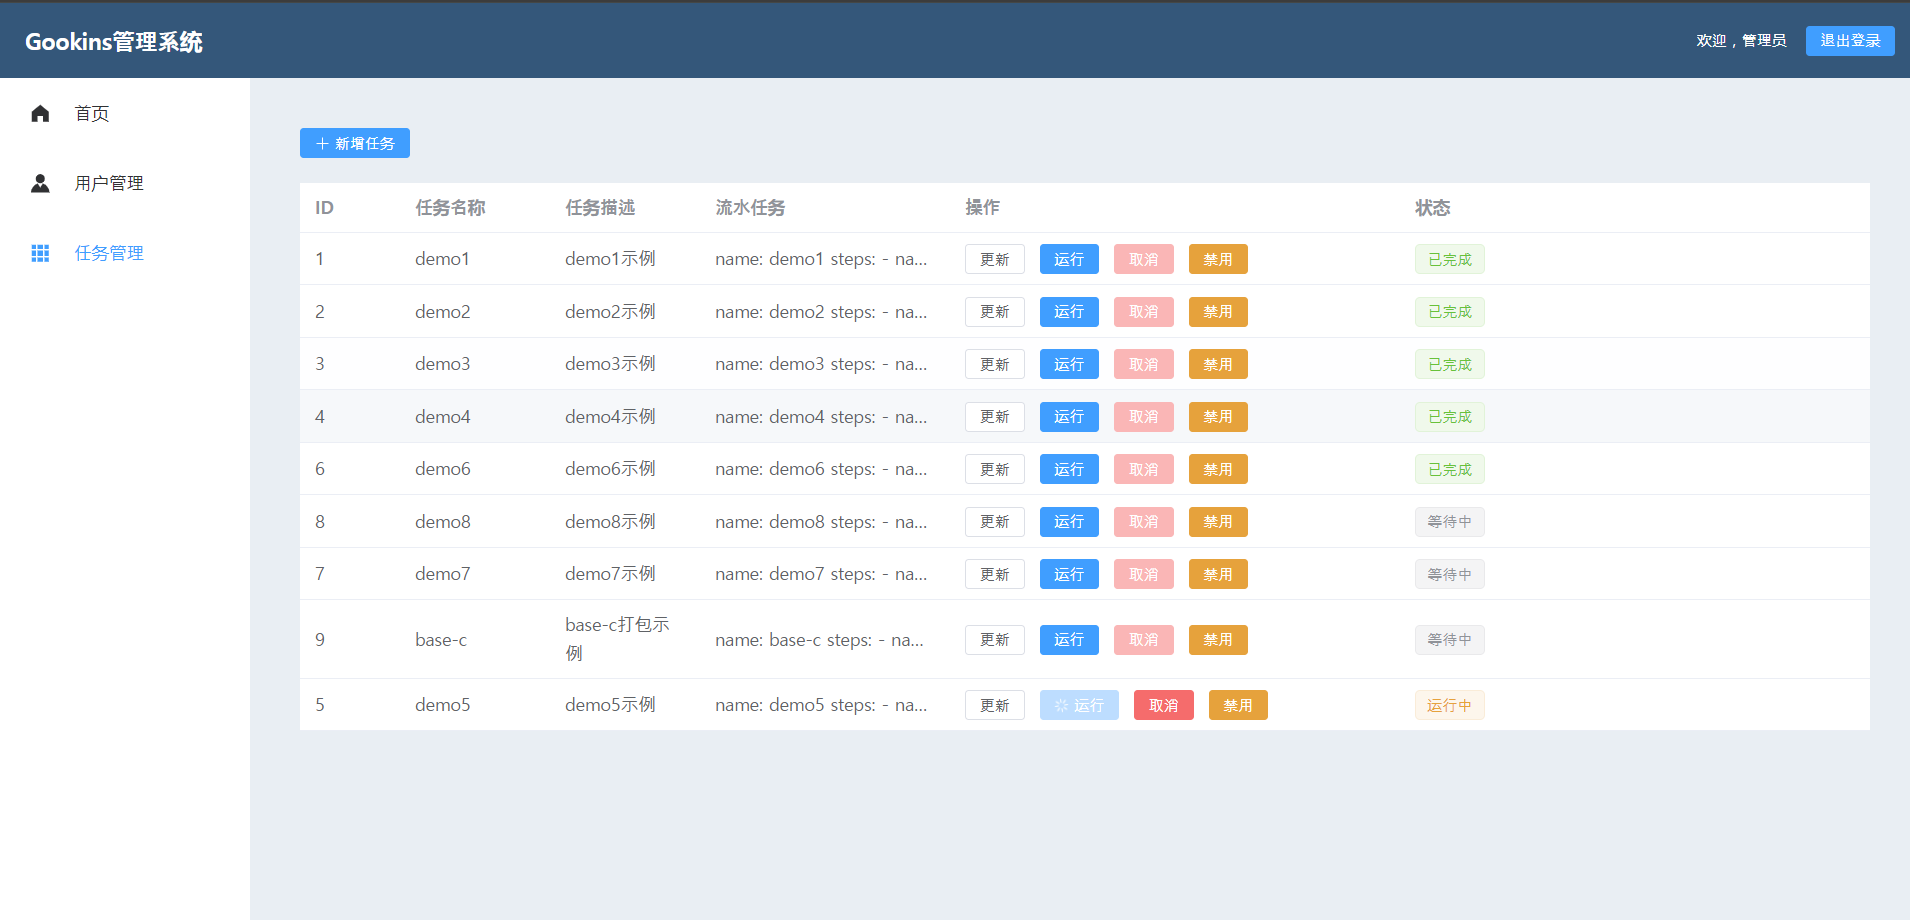 Gookins管理系统
欢迎，管理员 退出登录
首页
用户管理
任务管理
新增任务
ID 任务名称 任务描述 流水任务 操作 状态
1 demo1 demo1示例 name: demo1 steps: - na... 更新 运行 取消 禁用 已完成
2 demo2 demo2示例 name: demo2 steps: - na... 更新 运行 取消 禁用 已完成
3 demo3 demo3示例 name: demo3 steps: - na... 更新 运行 取消 禁用 已完成
4 demo4 demo4示例 name: demo4 steps: - na... 更新 运行 取消 禁用 已完成
6 demo6 demo6示例 name: demo6 steps: - na... 更新 运行 取消 禁用 已完成
8 demo8 demo8示例 name: demo8 steps: - na... 更新 运行 取消 禁用 等待中
7 demo7 demo7示例 name: demo7 steps: - na... 更新 运行 取消 禁用 等待中
9 base-c base-c打包示例 name: base-c steps: - na... 更新 运行 取消 禁用 等待中
5 demo5 demo5示例 name: demo5 steps: - na... 更新 运行 取消 禁用 运行中